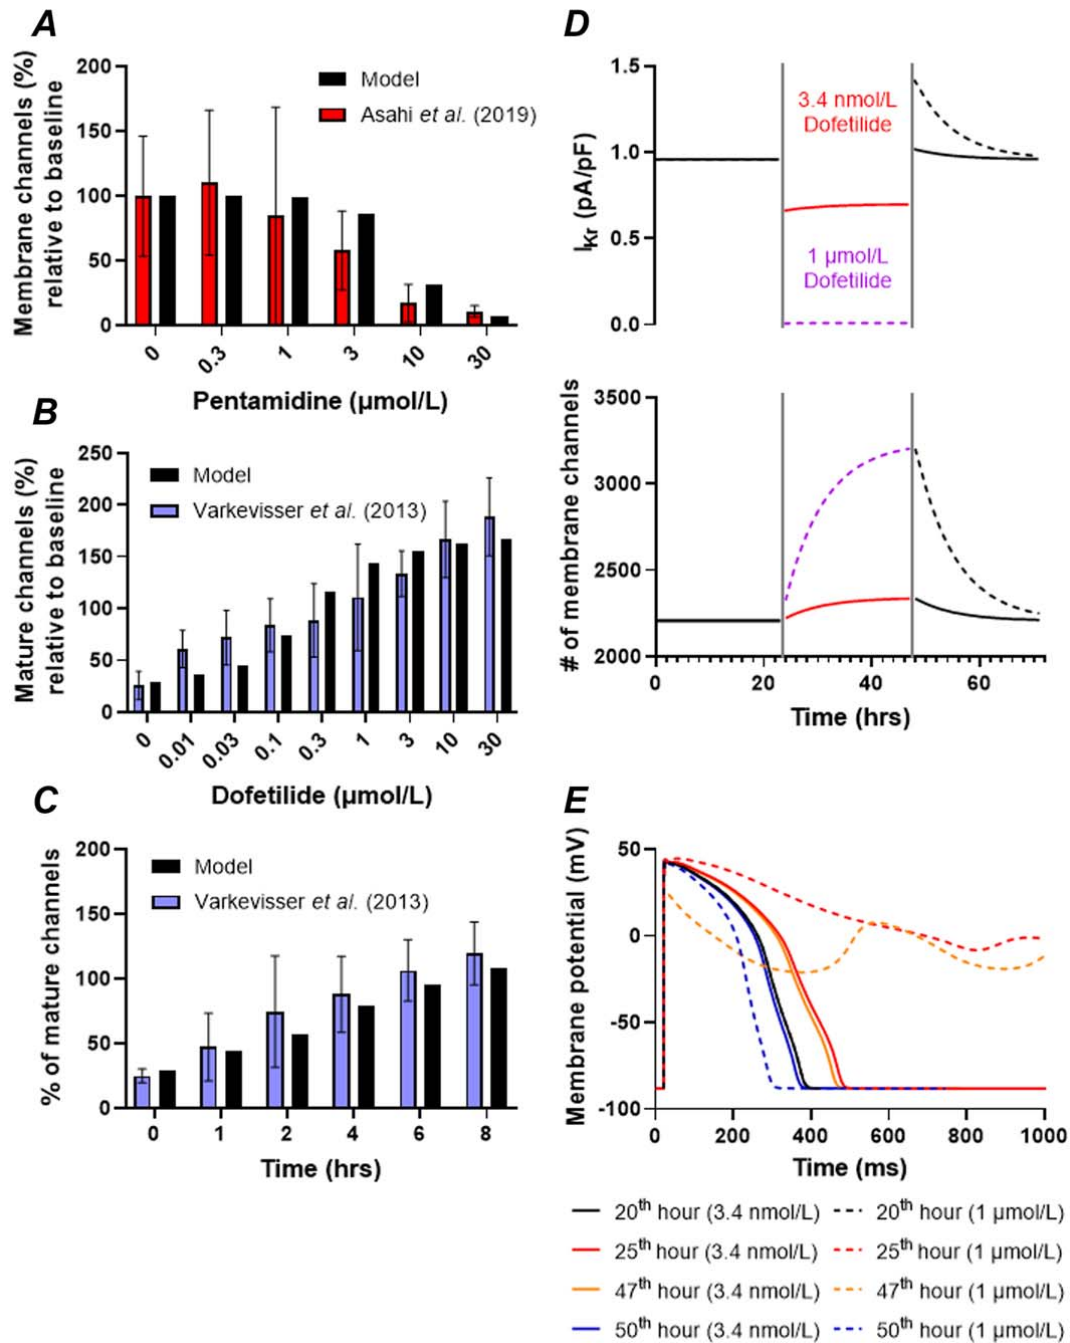 A
Membrane channels (%)
relative to baseline
200
150
100
50
0
Model
Asahi et al. (2019)
0
0.3
1
3
10
30
Pentamidine (µmol/L)
B
Mature channels (%)
relative to baseline
250
200
150
100
50
0
Model
Varkevisser et al. (2013)
0
0.01
0.03
0.1
0.3
1
3
10
30
Dofetilide (µmol/L)
C
% of mature channels
200
150
100
50
0
Model
Varkevisser et al. (2013)
0
1
2
4
6
8
Time (hrs)
D
IKr (pA/pF)
1.5
1.0
0.5
0.0
3.4 nmol/L
Dofetilide
1 µmol/L
Dofetilide
# of membrane channels
3500
3000
2500
2000
0
20
40
60
Time (hrs)
E
Membrane potential (mV)
50
0
-50
-100
0
200
400
600
800
1000
Time (ms)
20th hour (3.4 nmol/L)
20th hour (1 µmol/L)
25th hour (3.4 nmol/L)
25th hour (1 µmol/L)
47th hour (3.4 nmol/L)
47th hour (1 µmol/L)
50th hour (3.4 nmol/L)
50th hour (1 µmol/L)